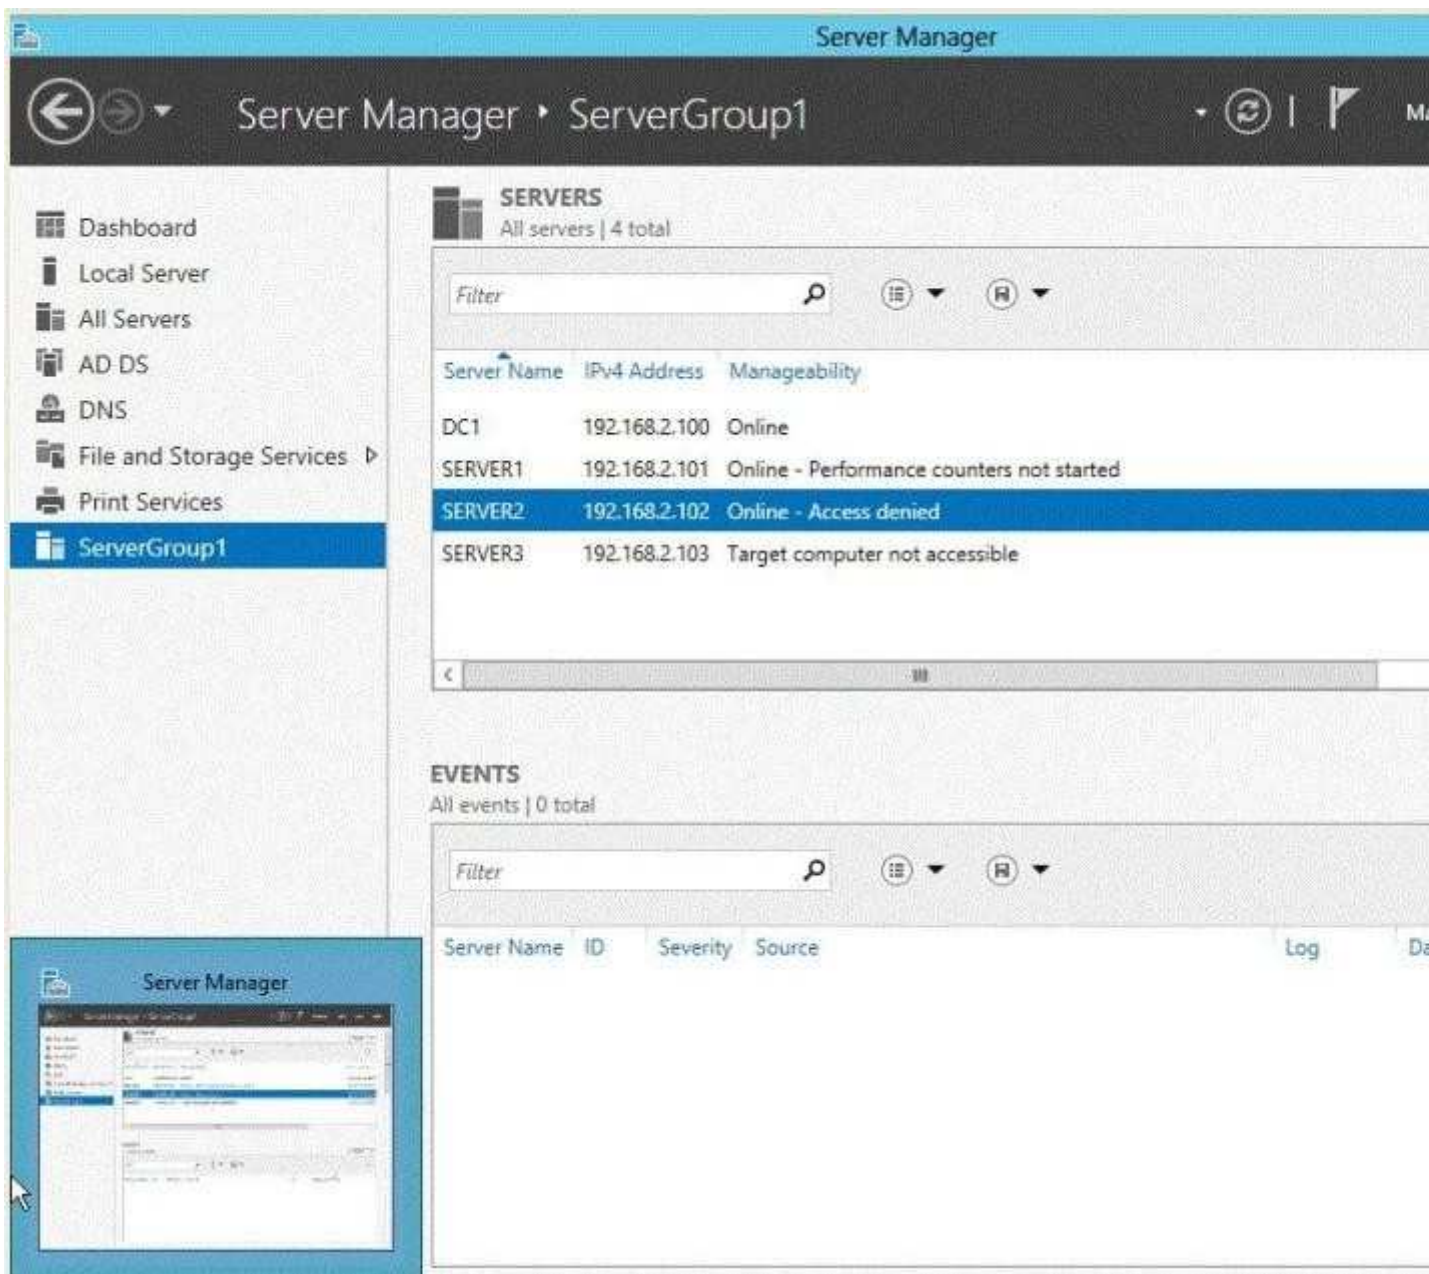 Server Manager
Server Manager ‣ ServerGroup1
Ma
Dashboard
Local Server
All Servers
AD DS
DNS
File and Storage Services
Print Services
ServerGroup1
SERVERS
All servers | 4 total
Filter
Server Name IPv4 Address Manageability
DC1 192.168.2.100 Online
SERVER1 192.168.2.101 Online - Performance counters not started
SERVER2 192.168.2.102 Online - Access denied
SERVER3 192.168.2.103 Target computer not accessible
EVENTS
All events | 0 total
Filter
Server Name ID Severity Source Log Da
Server Manager